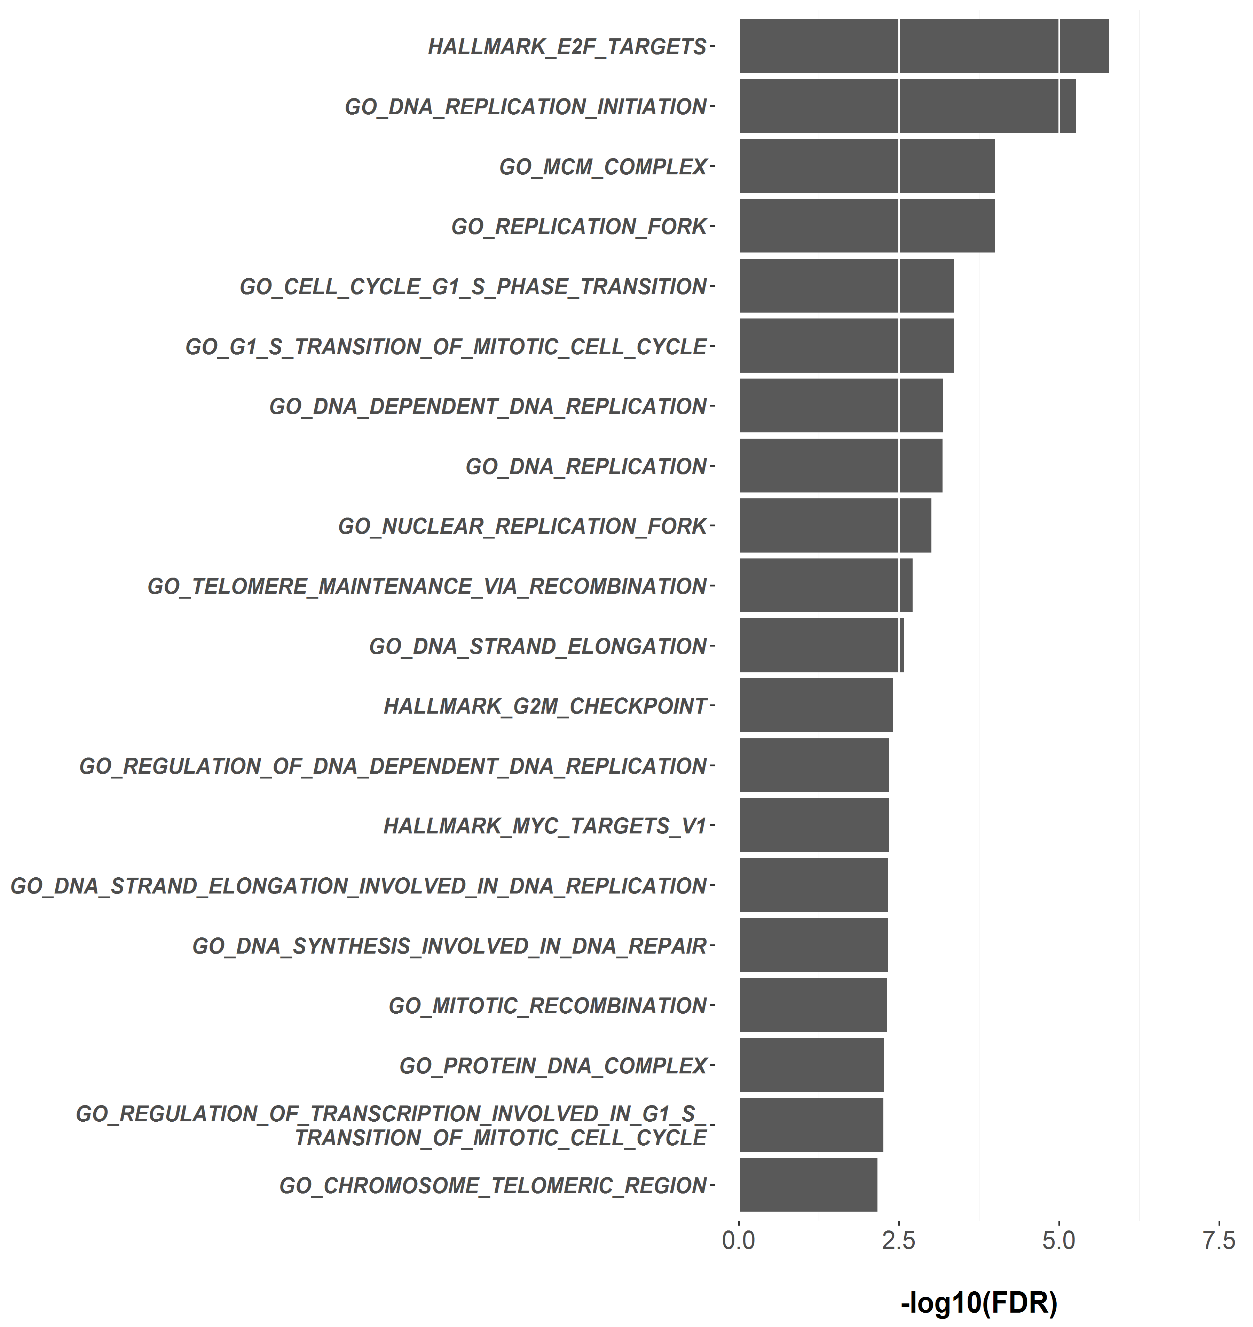 HALLMARK_E2F_TARGETS
GO_DNA_REPLICATION_INITIATION
GO_MCM_COMPLEX
GO_REPLICATION_FORK
GO_CELL_CYCLE_G1_S_PHASE_TRANSITION
GO_G1_S_TRANSITION_OF_MITOTIC_CELL_CYCLE
GO_DNA_DEPENDENT_DNA_REPLICATION
GO_DNA_REPLICATION
GO_NUCLEAR_REPLICATION_FORK
GO_TELOMERE_MAINTENANCE_VIA_RECOMBINATION
GO_DNA_STRAND_ELONGATION
HALLMARK_G2M_CHECKPOINT
GO_REGULATION_OF_DNA_DEPENDENT_DNA_REPLICATION
HALLMARK_MYC_TARGETS_V1
GO_DNA_STRAND_ELONGATION_INVOLVED_IN_DNA_REPLICATION
GO_DNA_SYNTHESIS_INVOLVED_IN_DNA_REPAIR
GO_MITOTIC_RECOMBINATION
GO_PROTEIN_DNA_COMPLEX
GO_REGULATION_OF_TRANSCRIPTION_INVOLVED_IN_G1_S_
TRANSITION_OF_MITOTIC_CELL_CYCLE
GO_CHROMOSOME_TELOMERIC_REGION
0.0 2.5 5.0 7.5
-log10(FDR)